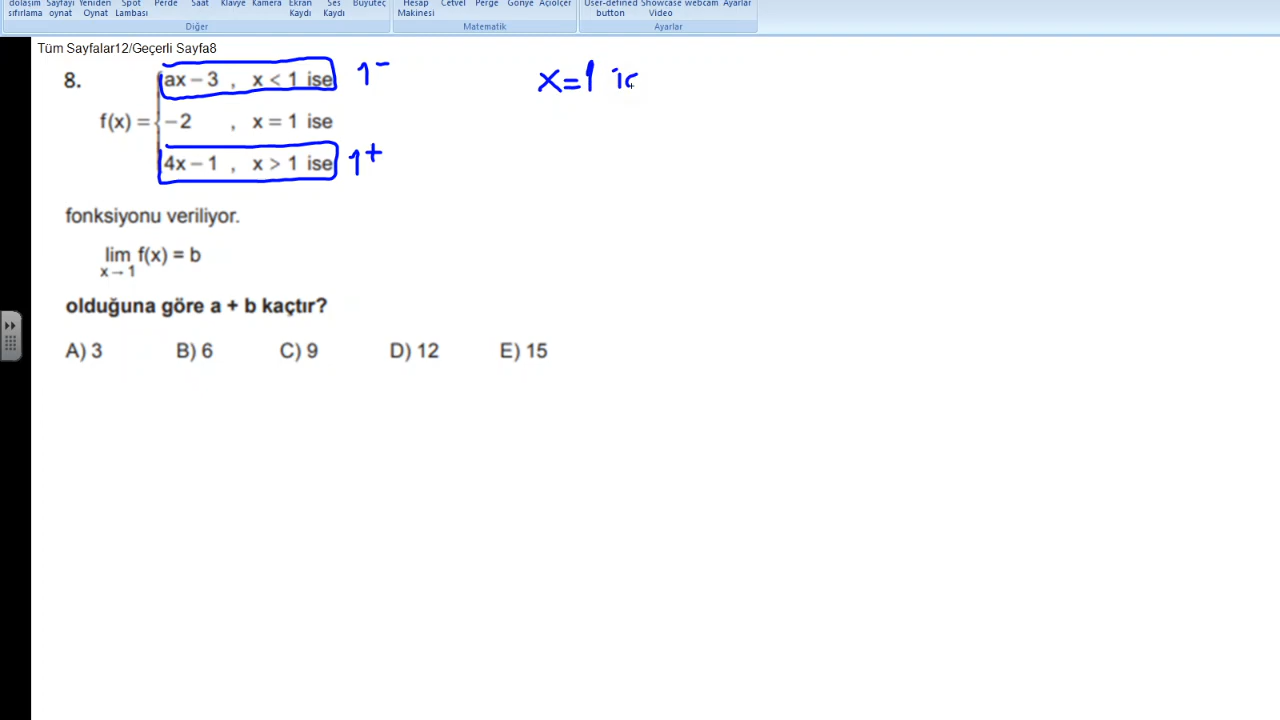 dolaşım Sayfayı Yeniden Spot Perde Saat Klavye Kamera Ekran Ses Büyüteç Hesap Cetvel Perge Gönye Açıölçer User-defined Showcase webcam Ayarlar
sıfırlama oynat Oynat Lambası Kaydı Kaydı Makinesi button Video
Diğer Matematik Ayarlar
Tüm Sayfalar12/Geçerli Sayfa8
8. ax – 3 , x < 1 ise 1⁻ x=1
f(x) = { –2 , x = 1 ise
4x – 1 , x > 1 ise 1⁺
fonksiyonu veriliyor.
lim f(x) = b
x → 1
olduğuna göre a + b kaçtır?
A) 3 B) 6 C) 9 D) 12 E) 15